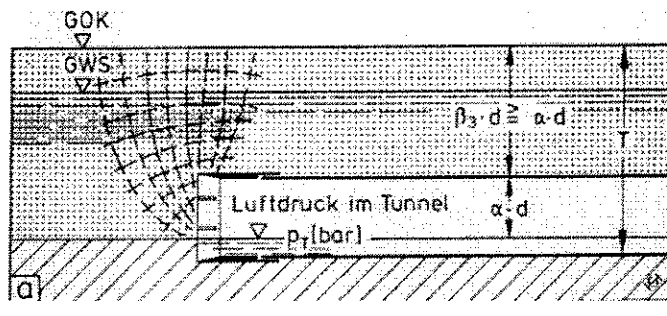 GOK
GWS
β₃·d ≧ α·d
T
Luftdruck im Tunnel
α·d
p_T [bar]
a